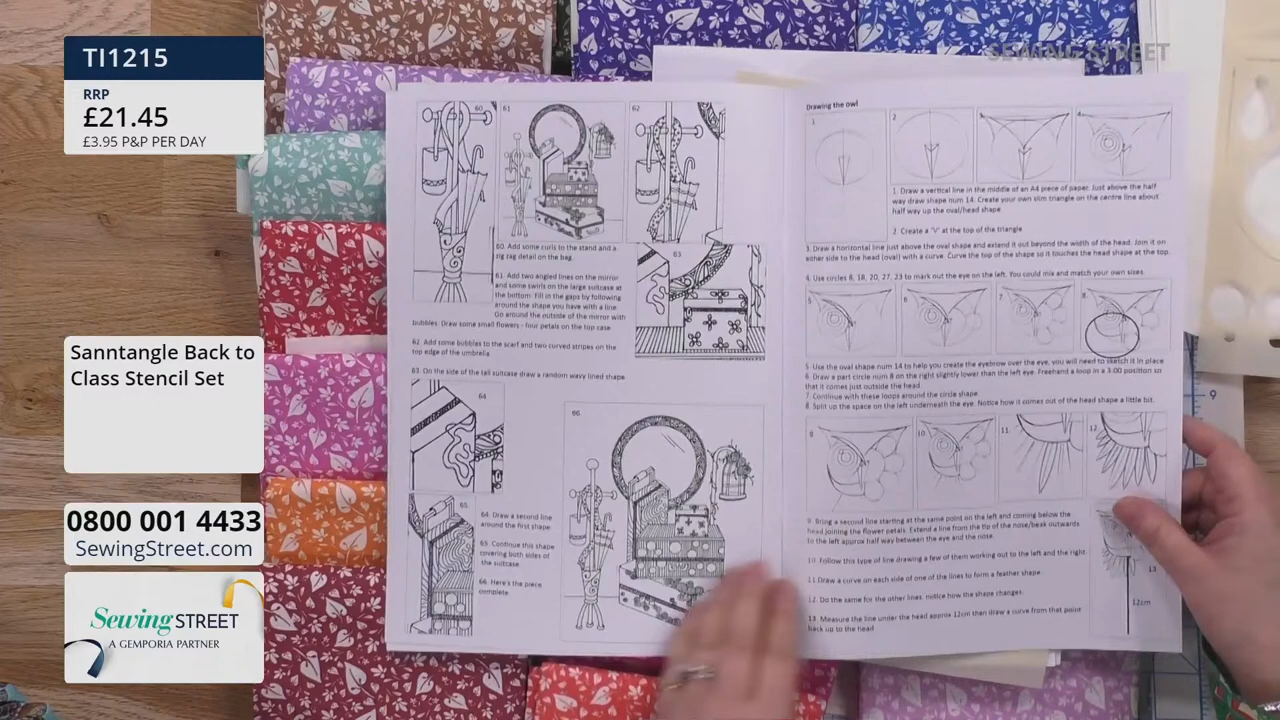 TI1215
RRP
£21.45
£3.95 P&P PER DAY
Sanntangle Back to
Class Stencil Set
0800 001 4433
SewingStreet.com
Sewing STREET
A GEMPORIA PARTNER
SEWING STREET
60
61
62
60. Add some curls to the stand and a
zig zag detail on the bag.
61. Add two angled lines on the mirror
and some swirls on the large suitcase at
the bottom. Fill in the gaps by following
around the shape you have with a line.
Go around the outside of the mirror with
bubbles. Draw some small flowers - four petals on the top case.
62. Add some bubbles to the scarf and two curved stripes on the
top edge of the umbrella
63
63. On the side of the tall suitcase draw a random wavy lined shape
64
65
66.
64. Draw a second line
around the first shape
65. Continue this shape
covering both sides of
the suitcase
66. Here's the piece
complete.
Drawing the owl
1
2
1. Draw a vertical line in the middle of an A4 piece of paper. Just above the half
way draw shape num 14. Create your own slim triangle on the centre line about
half way up the oval/head shape.
2. Create a 'V' at the top of the triangle
3. Draw a horizontal line just above the oval shape and extend it out beyond the width of the head. Join it on
either side to the head (oval) with a curve. Curve the top of the shape so it touches the head shape at the top.
4. Use circles 8, 18, 20, 27, 23 to mark out the eye on the left. You could mix and match your own sizes.
5
6
7
8.
5. Use the oval shape num 14 to help you create the eyebrow over the eye, you will need to sketch it in place
6. Draw a part circle num 8 on the right slightly lower than the left eye. Freehand a loop in a 3.00 position so
that it comes just outside the head.
7. Continue with these loops around the circle shape
8. Split up the space on the left underneath the eye. Notice how it comes out of the head shape a little bit.
9
10.
11
12
9. Bring a second line starting at the same point on the left and coming below the
head joining the flower petals. Extend a line from the tip of the nose/beak outwards
to the left approx half way between the eye and the nose.
10. Follow this type of line drawing a few of them working out to the left and the right.
11 Draw a curve on each side of one of the lines to form a feather shape.
12. Do the same for the other lines, notice how the shape changes.
13. Measure the line under the head approx 12cm then draw a curve from that point
back up to the head
13
12cm
9